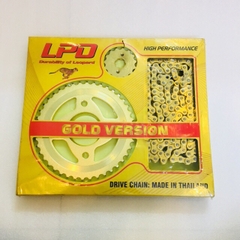 LPD
Durability of Leopard
HIGH PERFORMANCE
GOLD VERSION
DRIVE CHAIN: MADE IN THAILAND